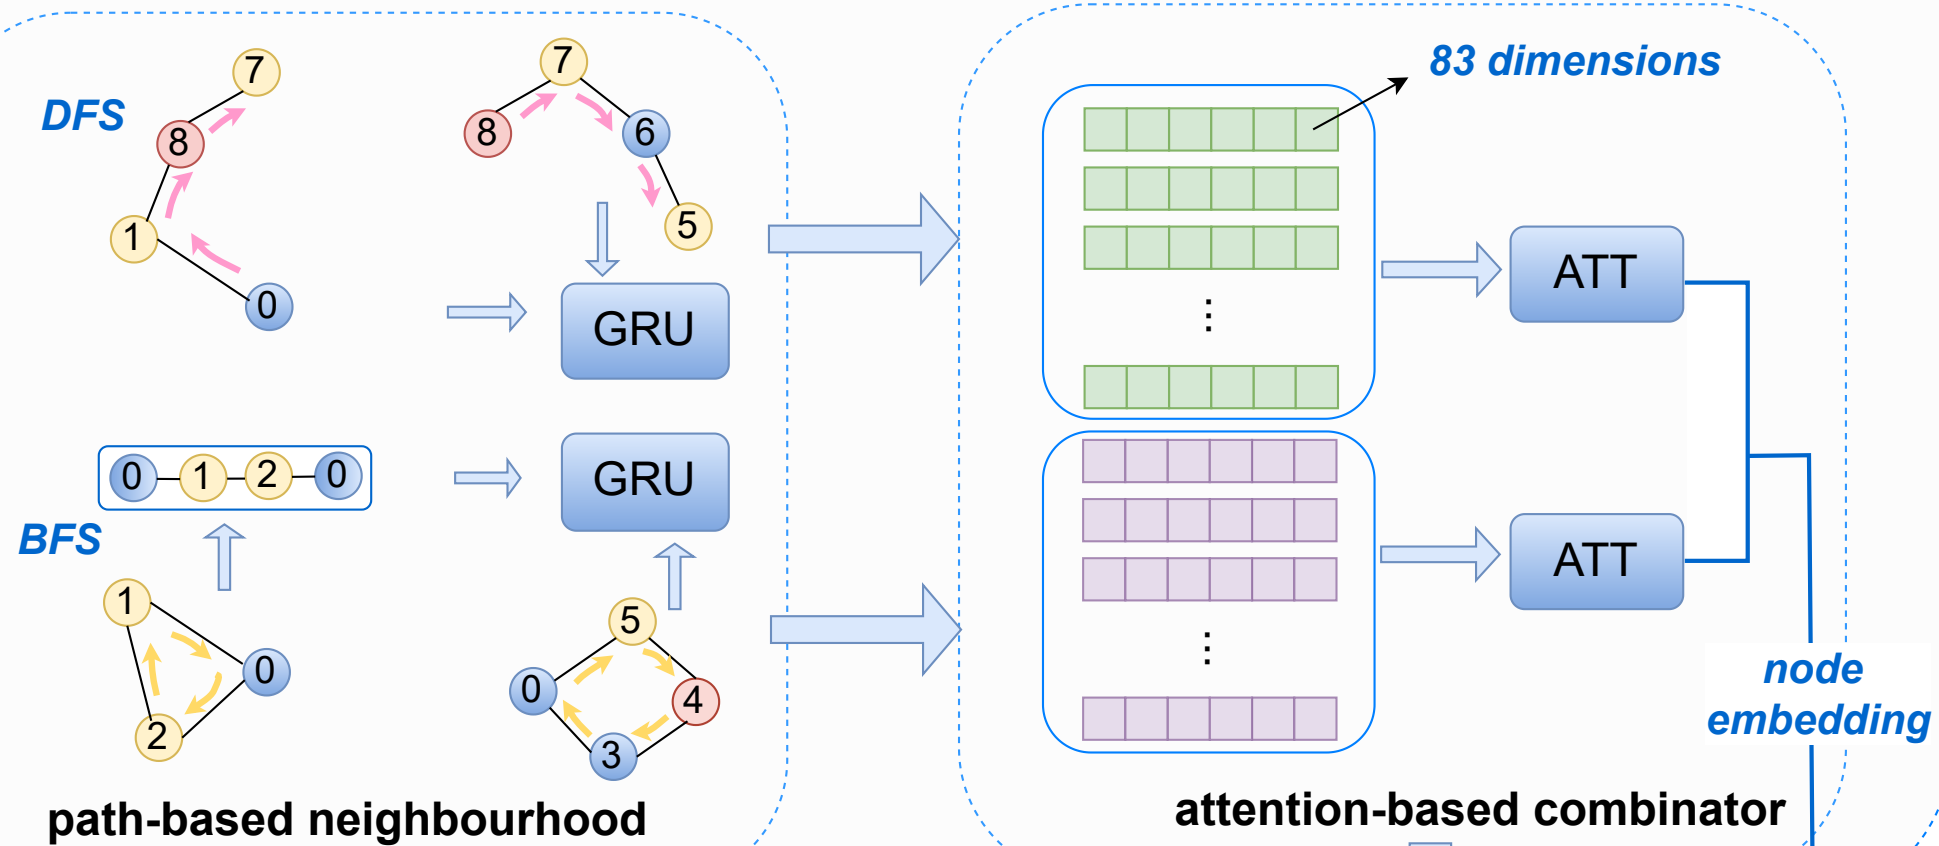 DFS
7
8
1
0
7
8
6
5
GRU
0 1 2 0
GRU
BFS
1
0
2
5
0
4
3
path-based neighbourhood
83 dimensions
⋮
ATT
⋮
ATT
node
embedding
attention-based combinator